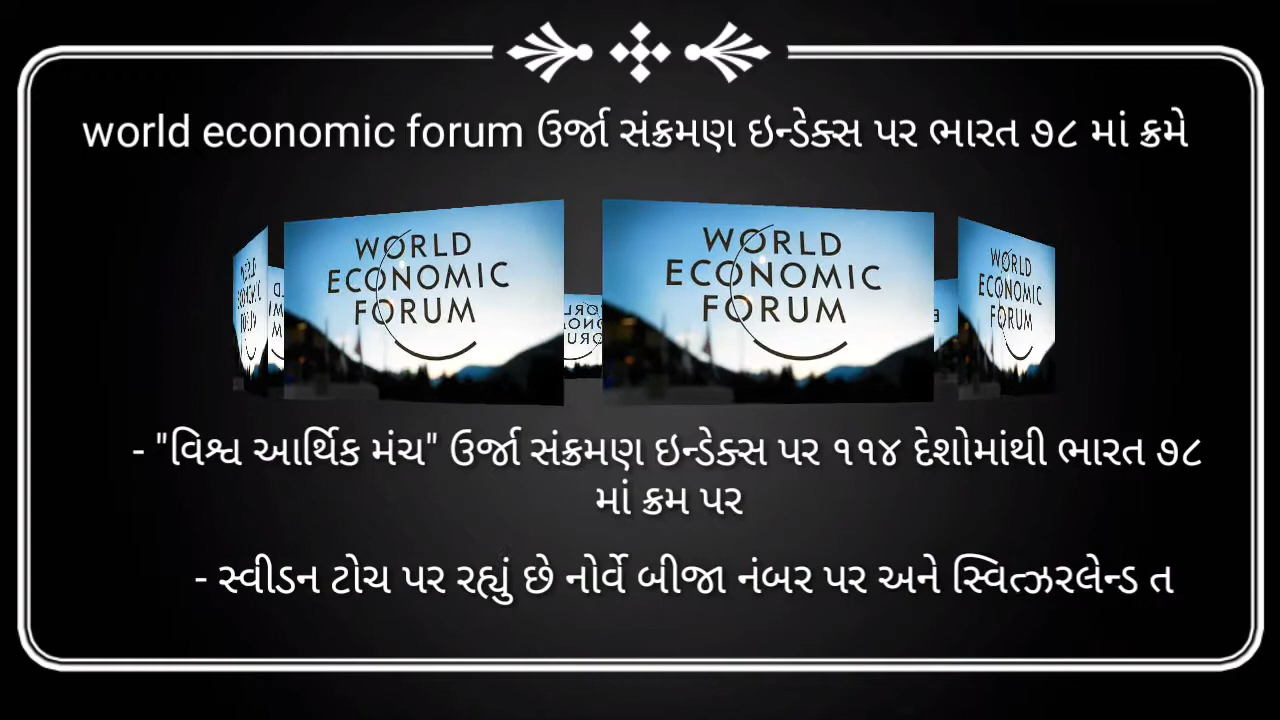 world economic forum ઉર્જા સંક્રમણ ઇન્ડેક્સ પર ભારત ૭૮ માં ક્રમે
WORLD
ECONOMIC
FORUM
WORLD
ECONOMIC
FORUM
WORLD
ECONOMIC
FORUM
- "વિશ્વ આર્થિક મંચ" ઉર્જા સંક્રમણ ઇન્ડેક્સ પર ૧૧૪ દેશોમાંથી ભારત ૭૮
માં ક્રમ પર
- સ્વીડન ટોચ પર રહ્યું છે નોર્વે બીજા નંબર પર અને સ્વિત્ઝરલેન્ડ ત